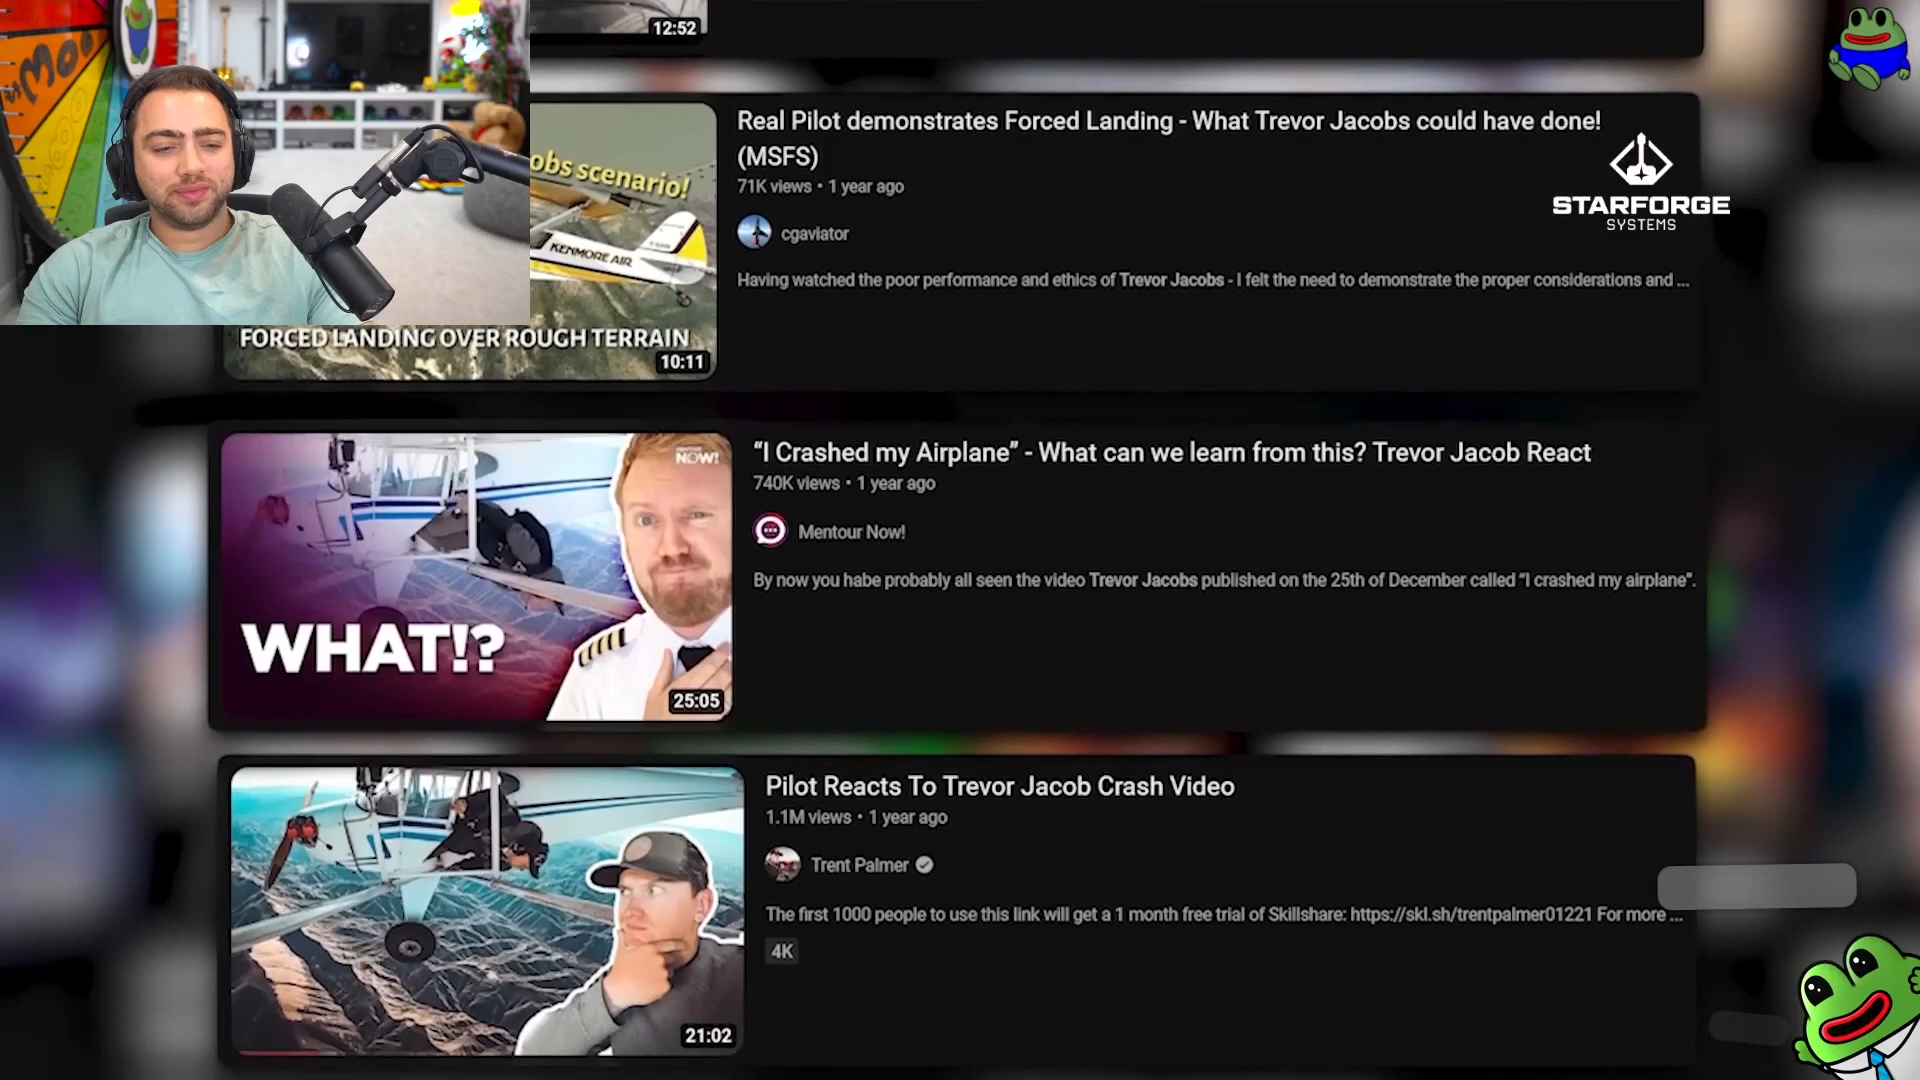 12:52
Moo
Real Pilot demonstrates Forced Landing - What Trevor Jacobs could have done!
(MSFS)
71K views • 1 year ago
cgaviator
Having watched the poor performance and ethics of Trevor Jacobs - I felt the need to demonstrate the proper considerations and ...
STARFORGE
SYSTEMS
obs scenario!
KENMORE AIR
FORCED LANDING OVER ROUGH TERRAIN
10:11
NOW!
WHAT!?
25:05
“I Crashed my Airplane” - What can we learn from this? Trevor Jacob React
740K views • 1 year ago
Mentour Now!
By now you habe probably all seen the video Trevor Jacobs published on the 25th of December called “I crashed my airplane”.
21:02
Pilot Reacts To Trevor Jacob Crash Video
1.1M views • 1 year ago
Trent Palmer
The first 1000 people to use this link will get a 1 month free trial of Skillshare: https://skl.sh/trentpalmer01221 For more ...
4K